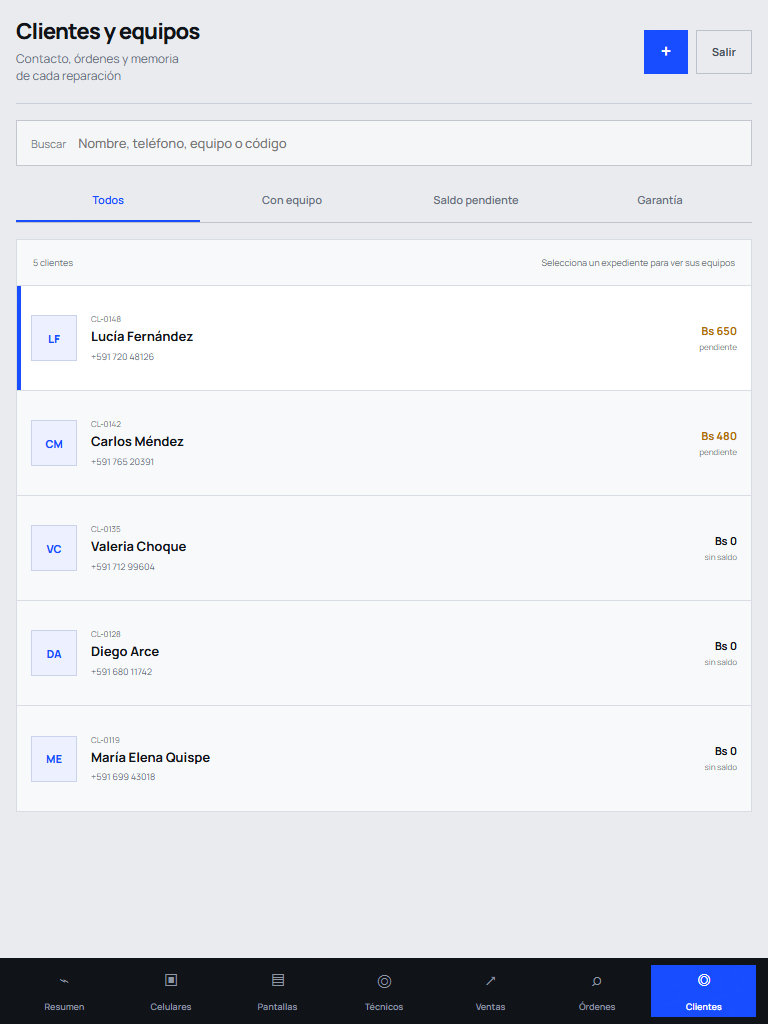 Clientes y equipos
Contacto, órdenes y memoria
de cada reparación
+
Salir
Buscar Nombre, teléfono, equipo o código
Todos Con equipo Saldo pendiente Garantía
5 clientes Selecciona un expediente para ver sus equipos
LF
CL-0148
Lucía Fernández
+591 720 48126
Bs 650
pendiente
CM
CL-0142
Carlos Méndez
+591 765 20391
Bs 480
pendiente
VC
CL-0135
Valeria Choque
+591 712 99604
Bs 0
sin saldo
DA
CL-0128
Diego Arce
+591 680 11742
Bs 0
sin saldo
ME
CL-0119
María Elena Quispe
+591 699 43018
Bs 0
sin saldo
Resumen Celulares Pantallas Técnicos Ventas Órdenes Clientes